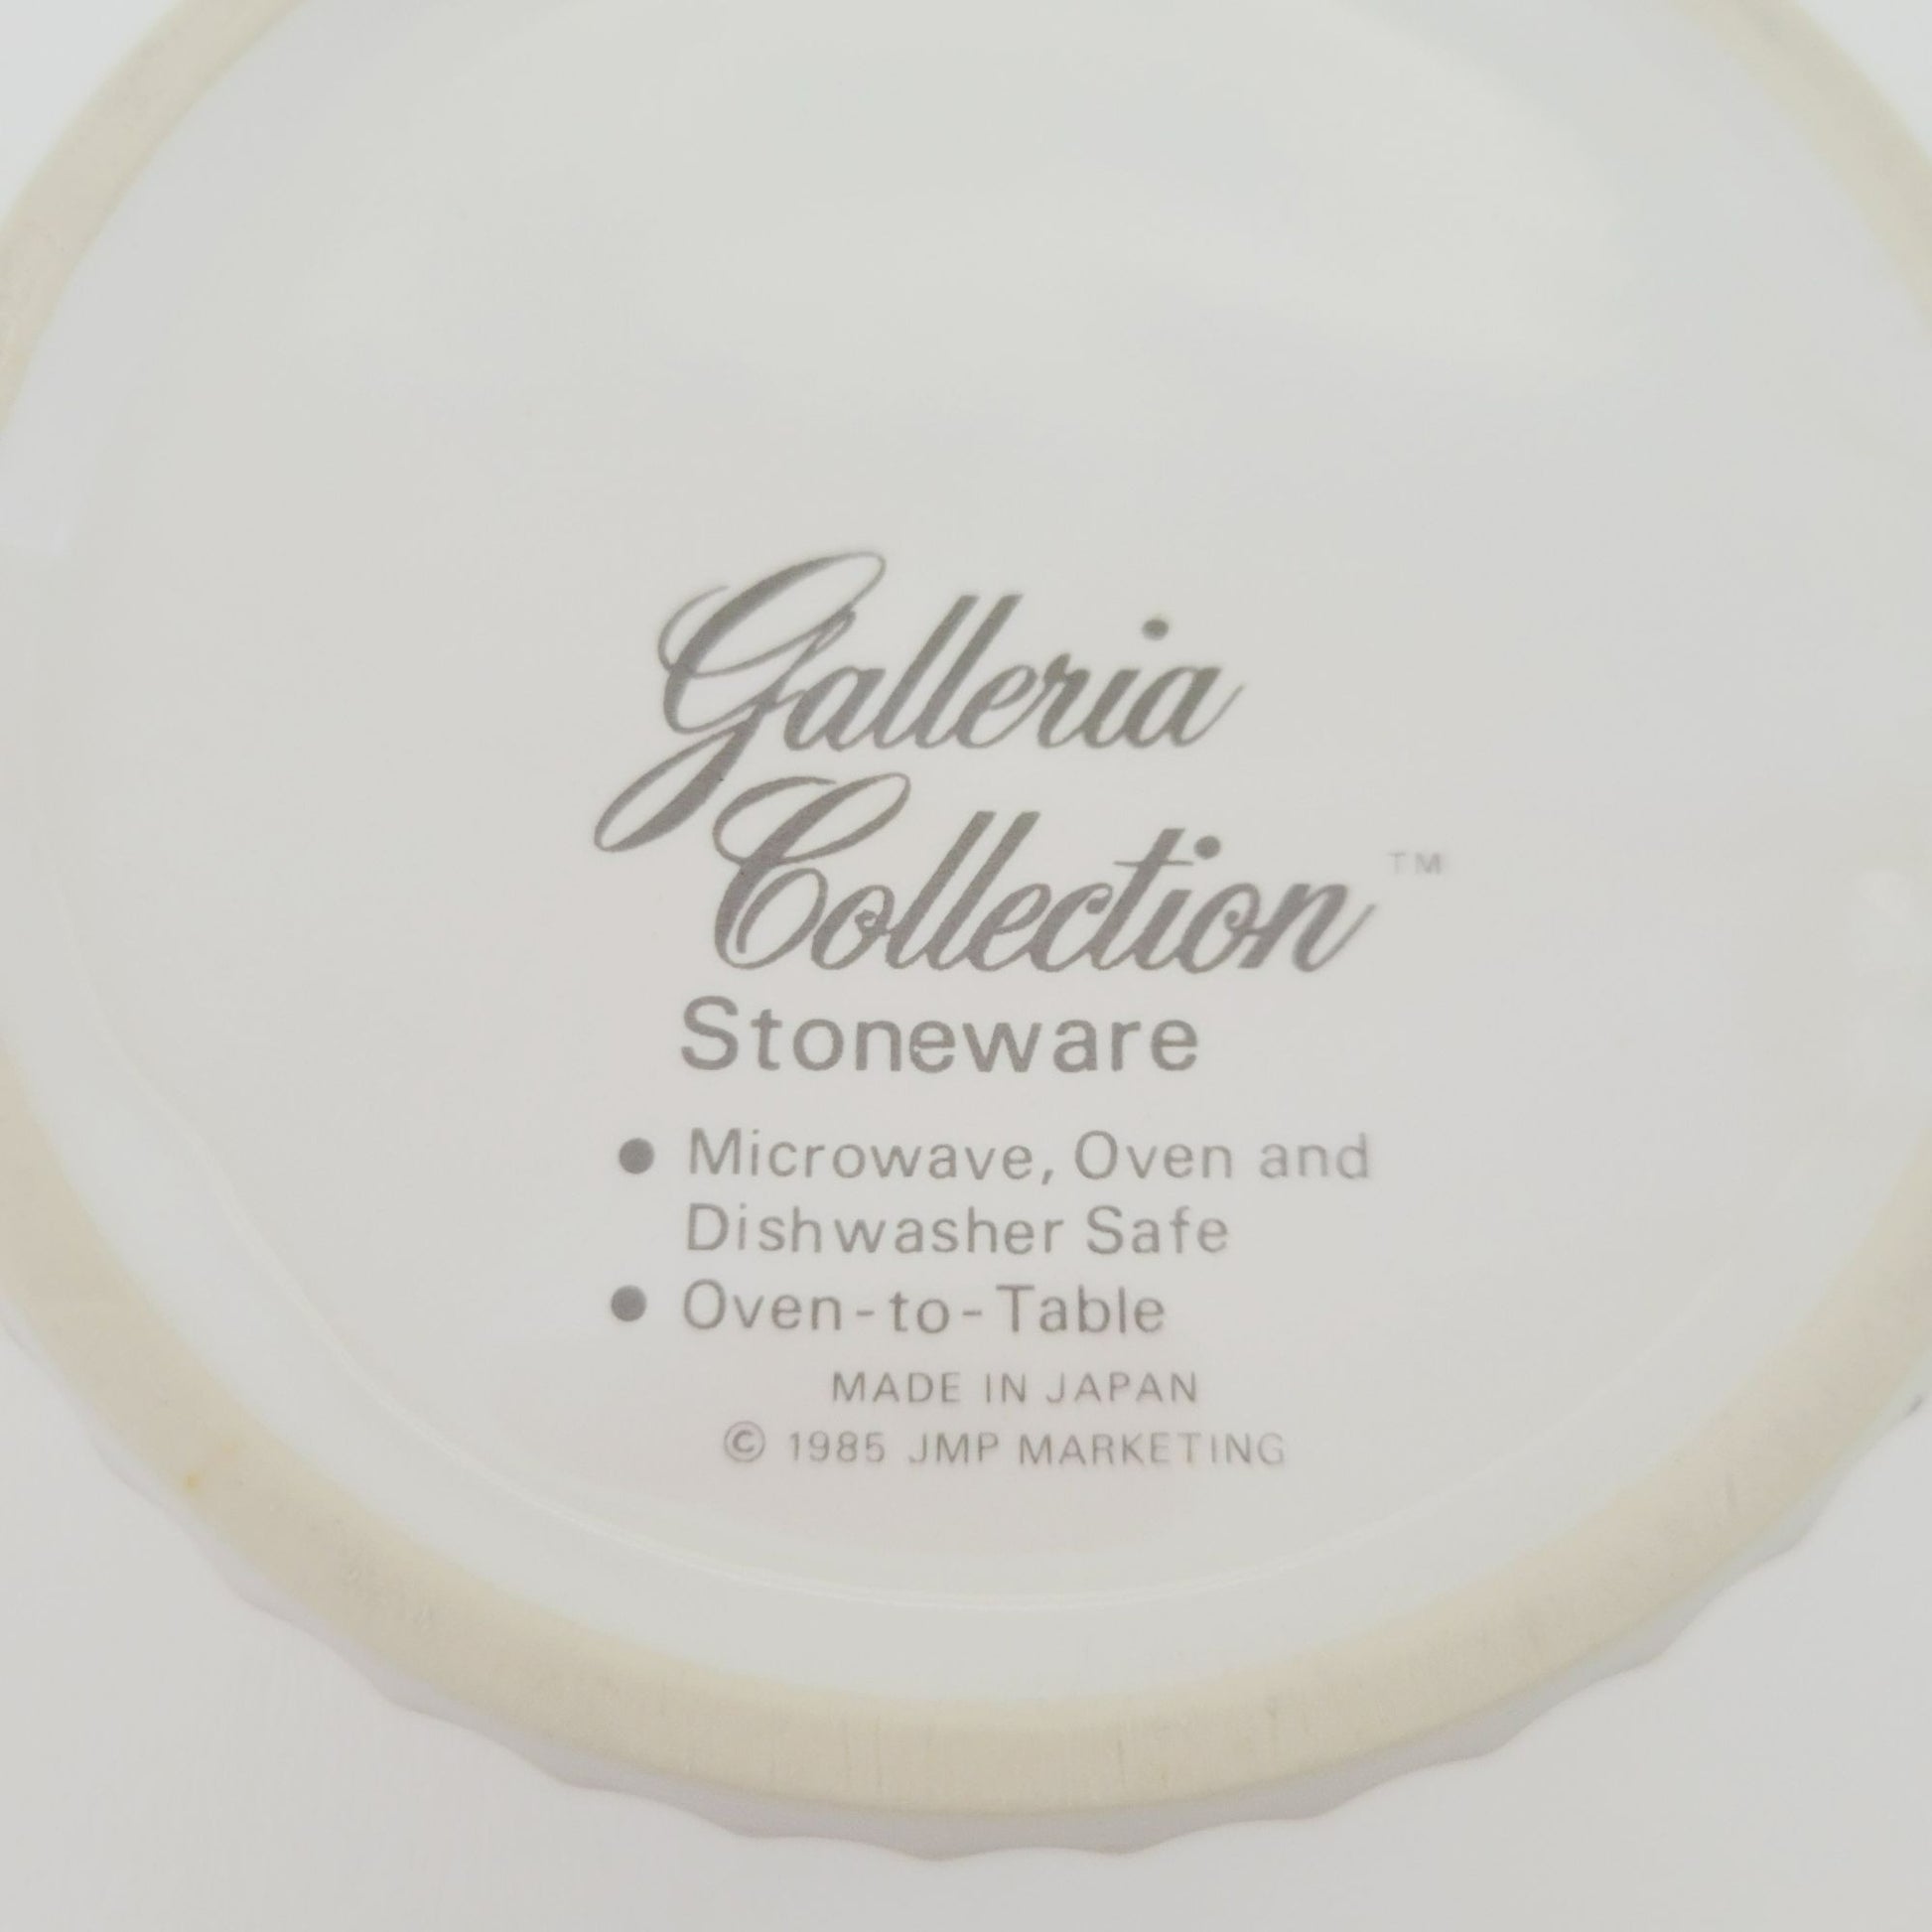 Galleria
Collection™
Stoneware
● Microwave, Oven and
Dishwasher Safe
● Oven-to-Table
MADE IN JAPAN
© 1985 JMP MARKETING